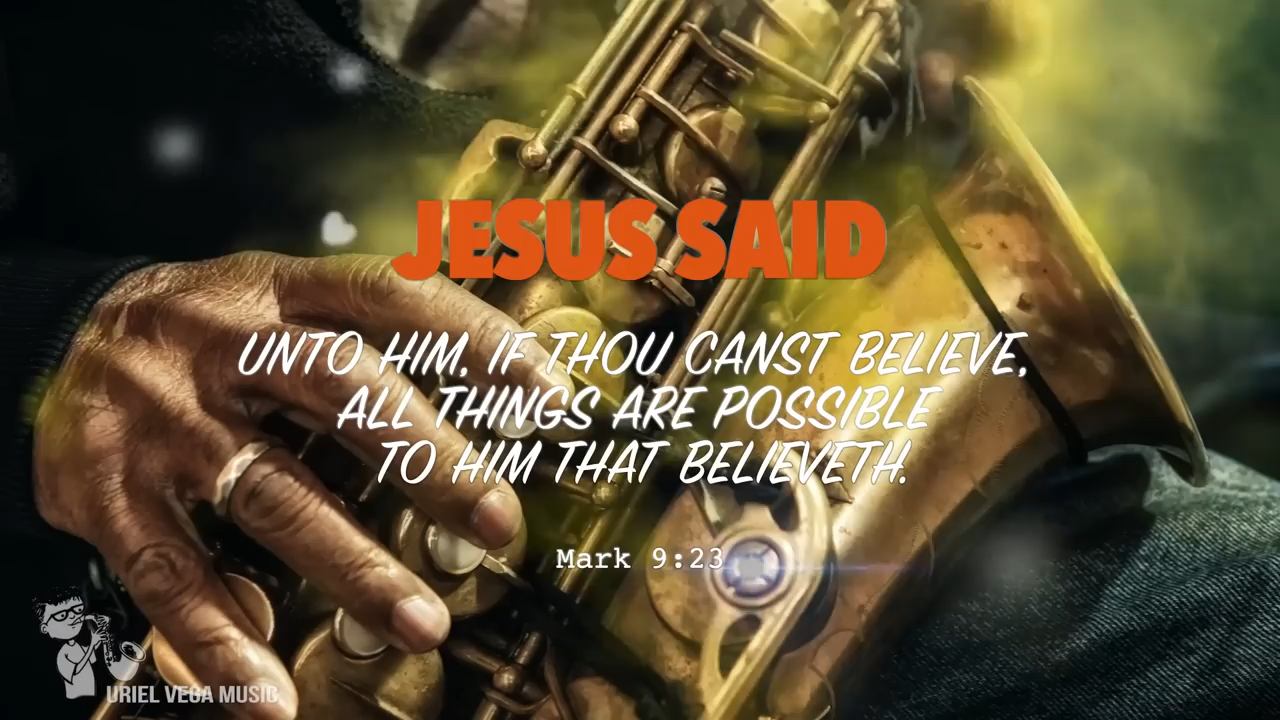 JESUS SAID
UNTO HIM, IF THOU CANST BELIEVE,
ALL THINGS ARE POSSIBLE
TO HIM THAT BELIEVETH.
Mark 9:23
URIEL VEGA MUSIC